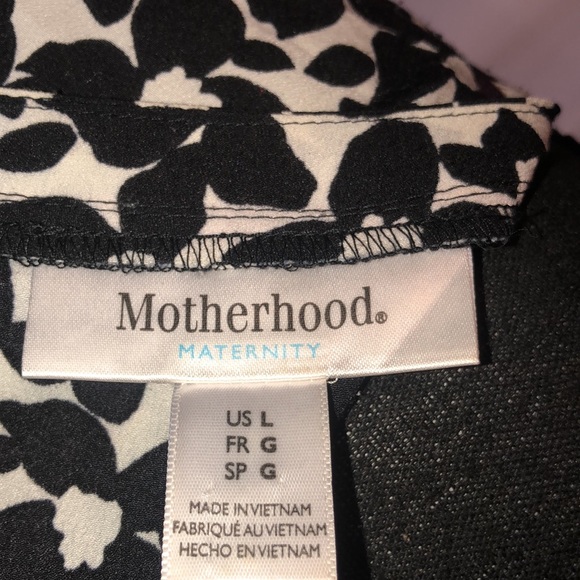 Motherhood®
MATERNITY
US L
FR G
SP G
MADE IN VIETNAM
FABRIQUÉ AU VIETNAM
HECHO EN VIETNAM